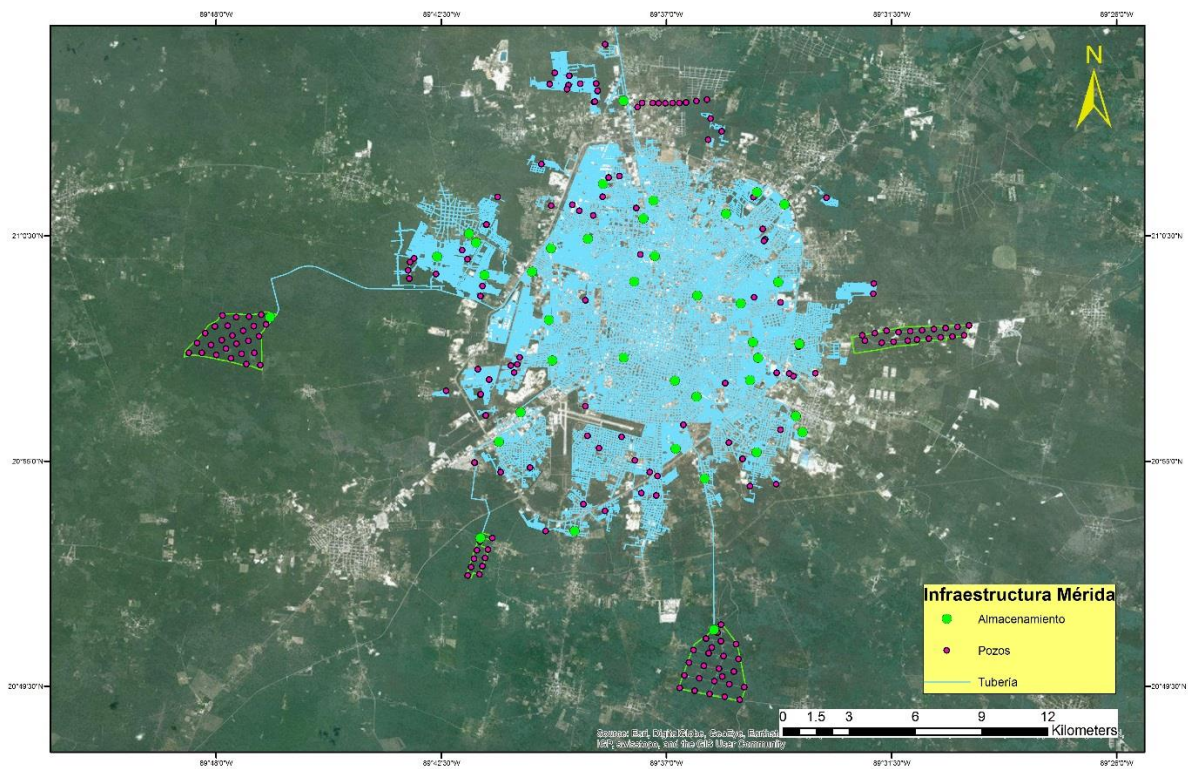 89°48'0"W 89°42'30"W 89°37'0"W 89°31'30"W 89°26'0"W
N
21°0'30"N 21°0'30"N
20°55'0"N 20°55'0"N
Infraestructura Mérida
Almacenamiento
Pozos
Tubería
20°49'30"N 20°49'30"N
0 1.5 3 6 9 12
Kilometers
Source: Esri, DigitalGlobe, GeoEye,
IGP, swisstopo, and the GIS User Community
89°48'0"W 89°42'30"W 89°37'0"W 89°31'30"W 89°26'0"W